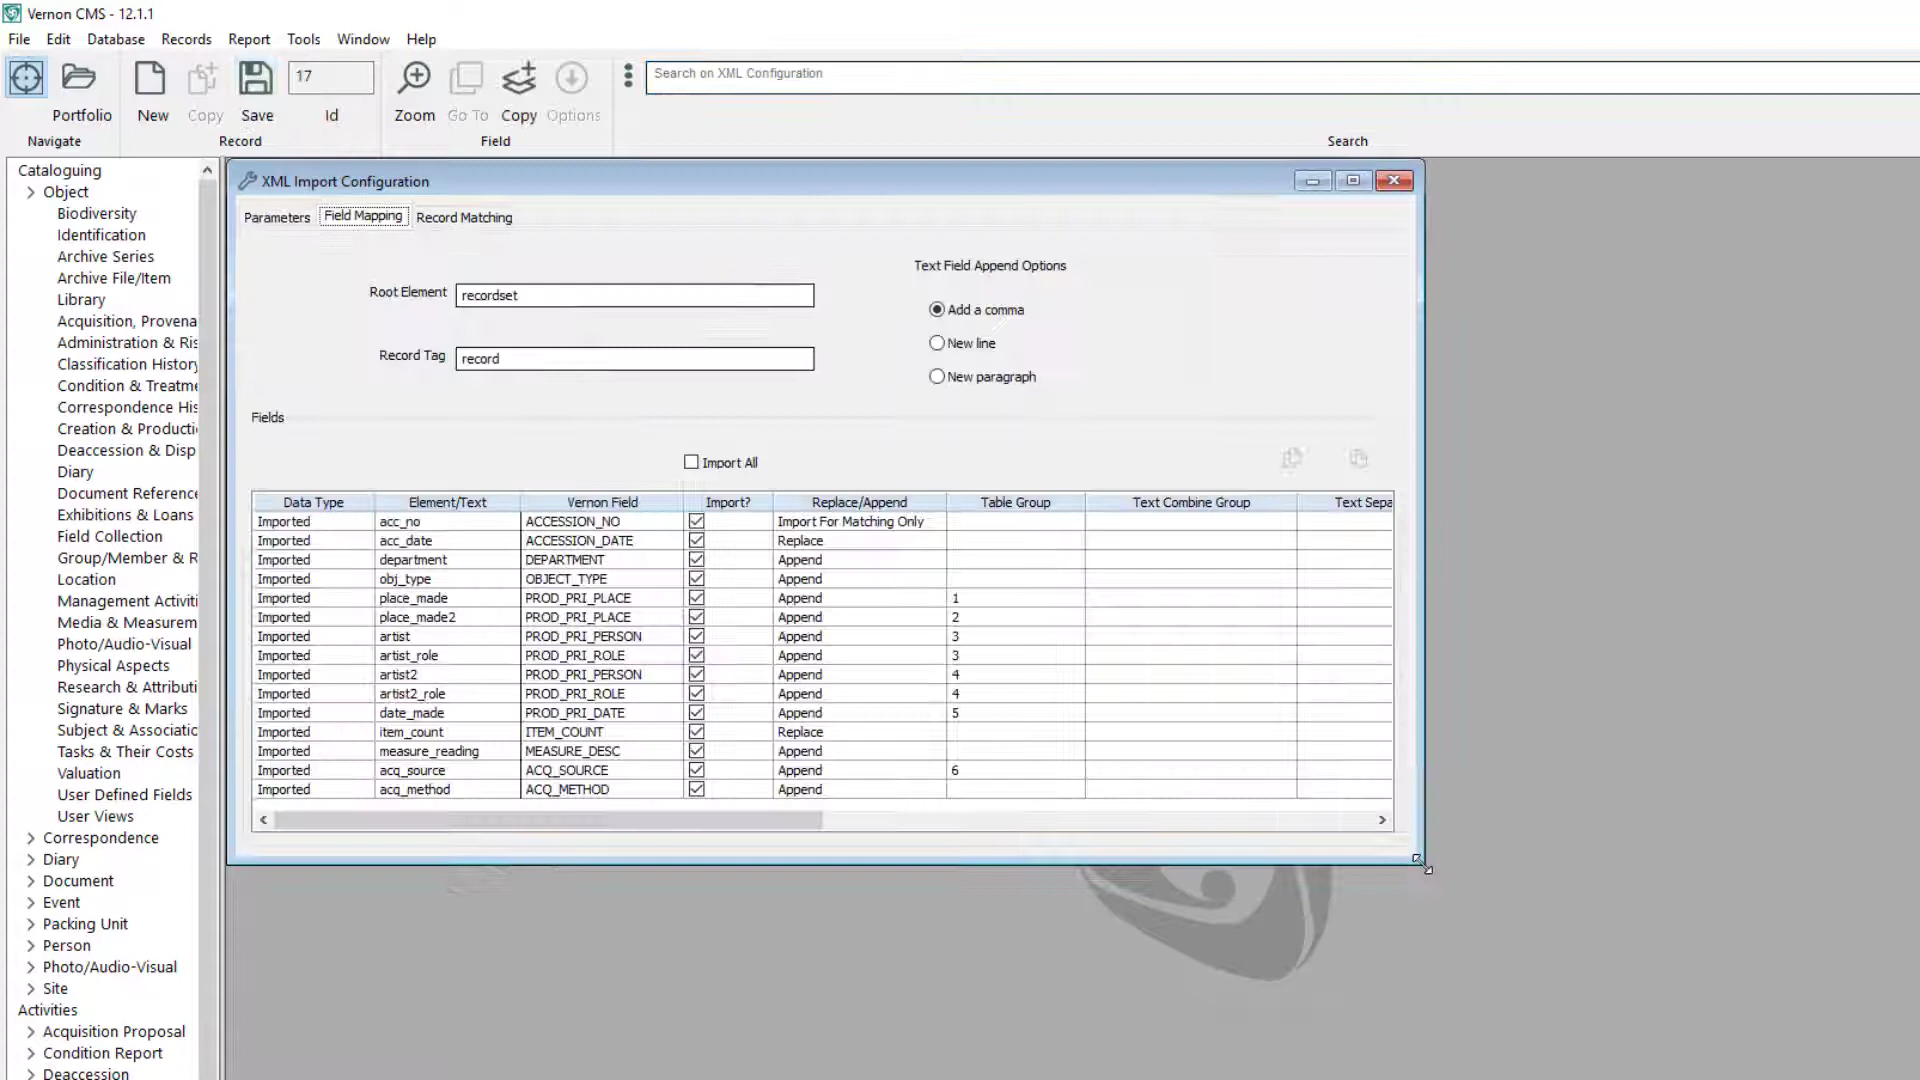 Vernon CMS - 12.1.1
File Edit Database Records Report Tools Window Help
17
Search on XML Configuration
Portfolio New Copy Save Id Zoom Go To Copy Options
Navigate Record Field Search
Cataloguing
Object
Biodiversity
Identification
Archive Series
Archive File/Item
Library
Acquisition, Provena
Administration & Ris
Classification History
Condition & Treatme
Correspondence His
Creation & Producti
Deaccession & Disp
Diary
Document Reference
Exhibitions & Loans
Field Collection
Group/Member & R
Location
Management Activiti
Media & Measurem
Photo/Audio-Visual
Physical Aspects
Research & Attributi
Signature & Marks
Subject & Associatio
Tasks & Their Costs
Valuation
User Defined Fields
User Views
Correspondence
Diary
Document
Event
Packing Unit
Person
Photo/Audio-Visual
Site
Activities
Acquisition Proposal
Condition Report
Deaccession
XML Import Configuration
Parameters Field Mapping Record Matching
Root Element recordset
Record Tag record
Text Field Append Options
Add a comma
New line
New paragraph
Fields
Import All
Data Type Element/Text Vernon Field Import? Replace/Append Table Group Text Combine Group Text Sepa
Imported acc_no ACCESSION_NO Import For Matching Only
Imported acc_date ACCESSION_DATE Replace
Imported department DEPARTMENT Append
Imported obj_type OBJECT_TYPE Append
Imported place_made PROD_PRI_PLACE Append 1
Imported place_made2 PROD_PRI_PLACE Append 2
Imported artist PROD_PRI_PERSON Append 3
Imported artist_role PROD_PRI_ROLE Append 3
Imported artist2 PROD_PRI_PERSON Append 4
Imported artist2_role PROD_PRI_ROLE Append 4
Imported date_made PROD_PRI_DATE Append 5
Imported item_count ITEM_COUNT Replace
Imported measure_reading MEASURE_DESC Append
Imported acq_source ACQ_SOURCE Append 6
Imported acq_method ACQ_METHOD Append